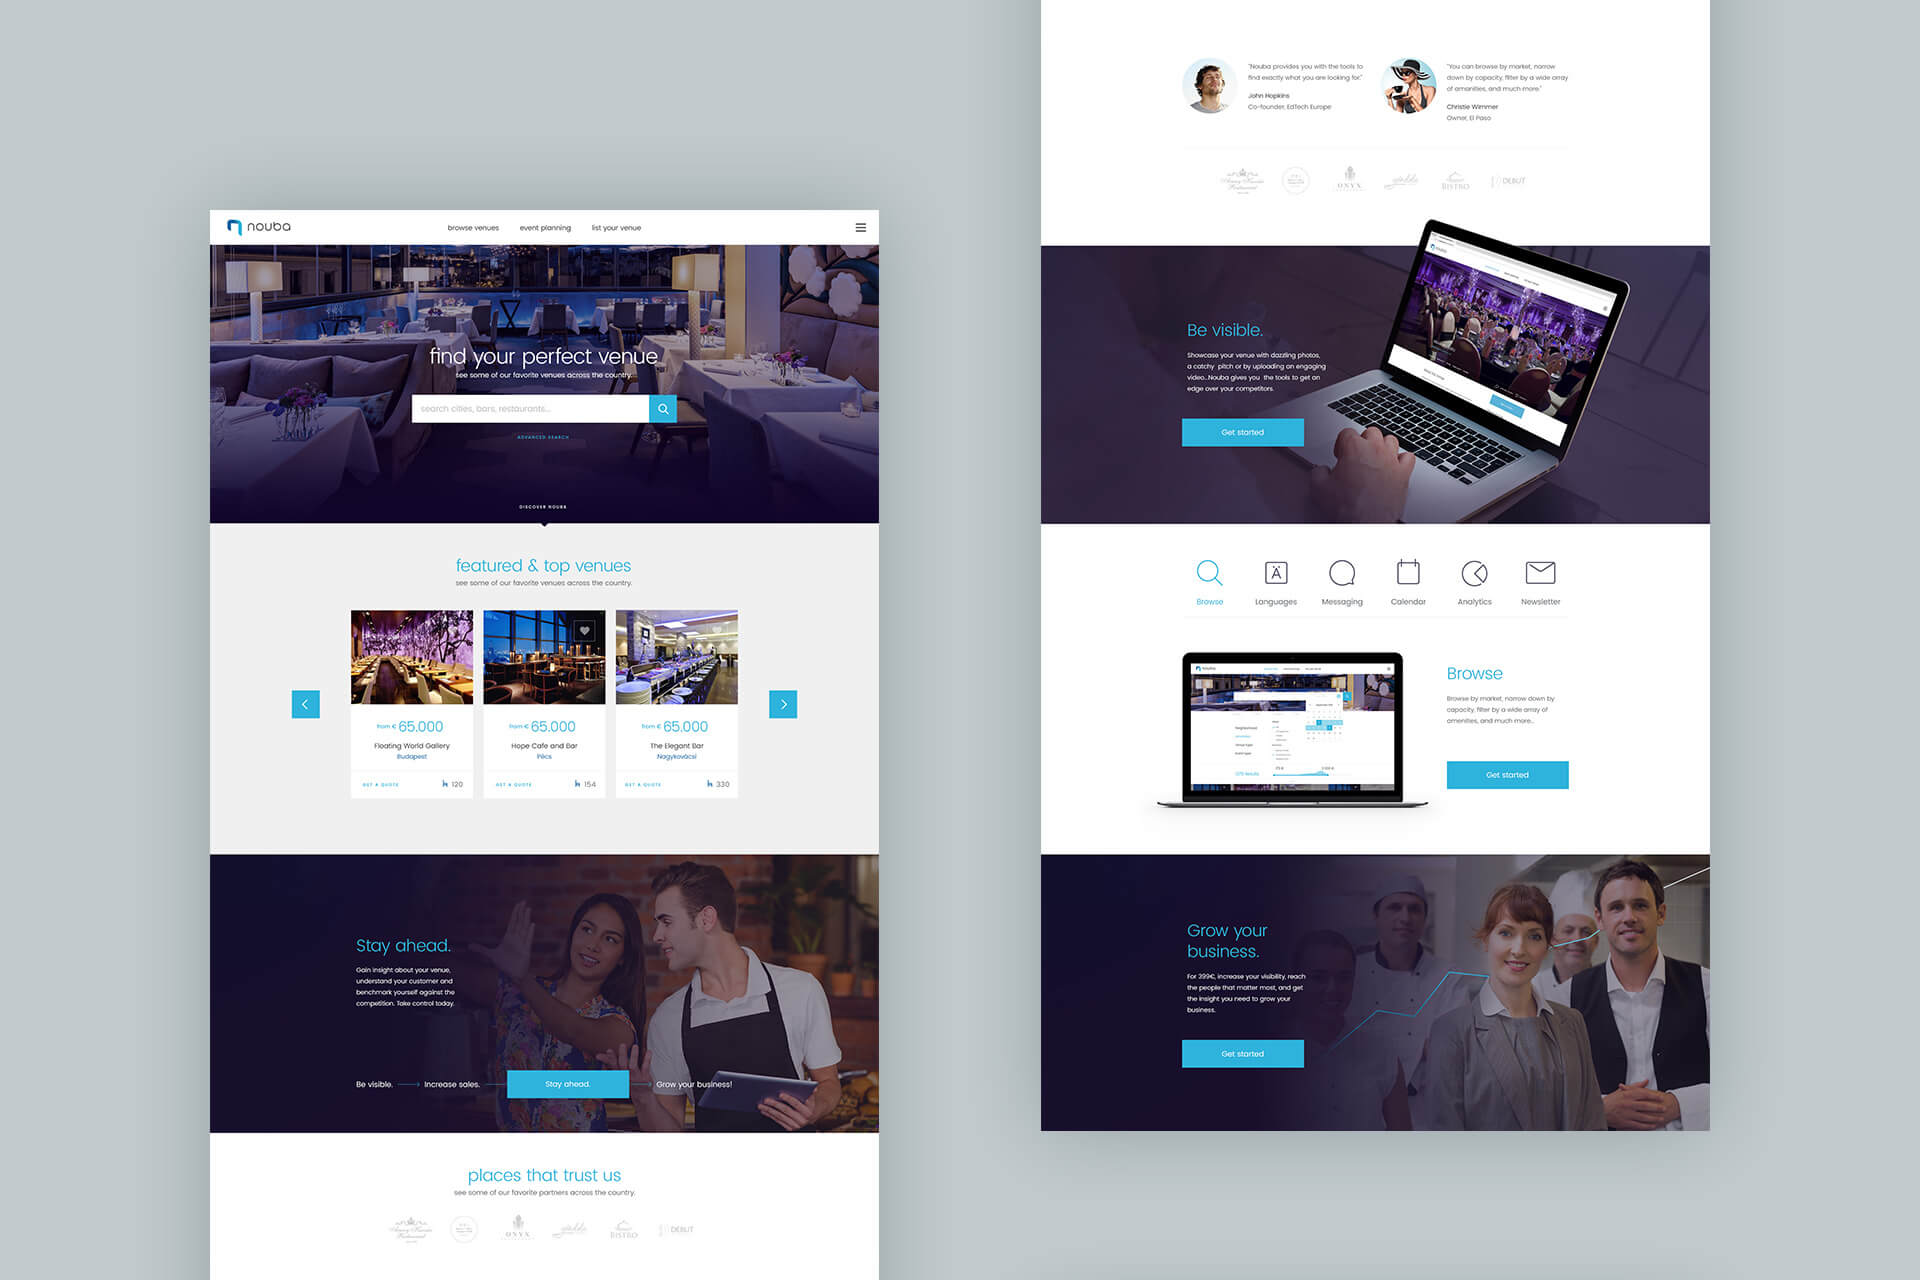 nouba
browse venues
event planning
list your venue
find your perfect venue
see some of our favorite venues across the country.
search cities, bars, restaurants...
ADVANCED SEARCH
DISCOVER NOUBA
featured & top venues
see some of our favorite venues across the country.
from € 65.000
Floating World Gallery
Budapest
GET A QUOTE
120
from € 65.000
Hope Cafe and Bar
Pécs
GET A QUOTE
154
from € 65.000
The Elegant Bar
Nagykovácsi
GET A QUOTE
330
Stay ahead.
Gain insight about your venue,
understand your customer and
benchmark yourself against the
competition. Take control today.
Be visible.
Increase sales.
Stay ahead.
Grow your business!
places that trust us
see some of our favorite partners across the country.
ONYX
BISTRO
DEBUT
"Nouba provides you with the tools to
find exactly what you are looking for."
John Hopkins
Co-founder, EdTech Europe
"You can browse by market, narrow
down by capacity, filter by a wide array
of amanities, and much more."
Christie Wimmer
Owner, El Paso
ONYX
BISTRO
DEBUT
Be visible.
Showcase your venue with dazzling photos,
a catchy pitch or by uploading an engaging
video...Nouba gives you the tools to get an
edge over your competitors.
Get started
Browse
Languages
Messaging
Calendar
Analytics
Newsletter
Browse
Browse by market, narrow down by
capacity, filter by a wide array of
amenities, and much more...
Get started
Grow your
business.
For 399€, increase your visibility, reach
the people that matter most, and get
the insight you need to grow your
business.
Get started